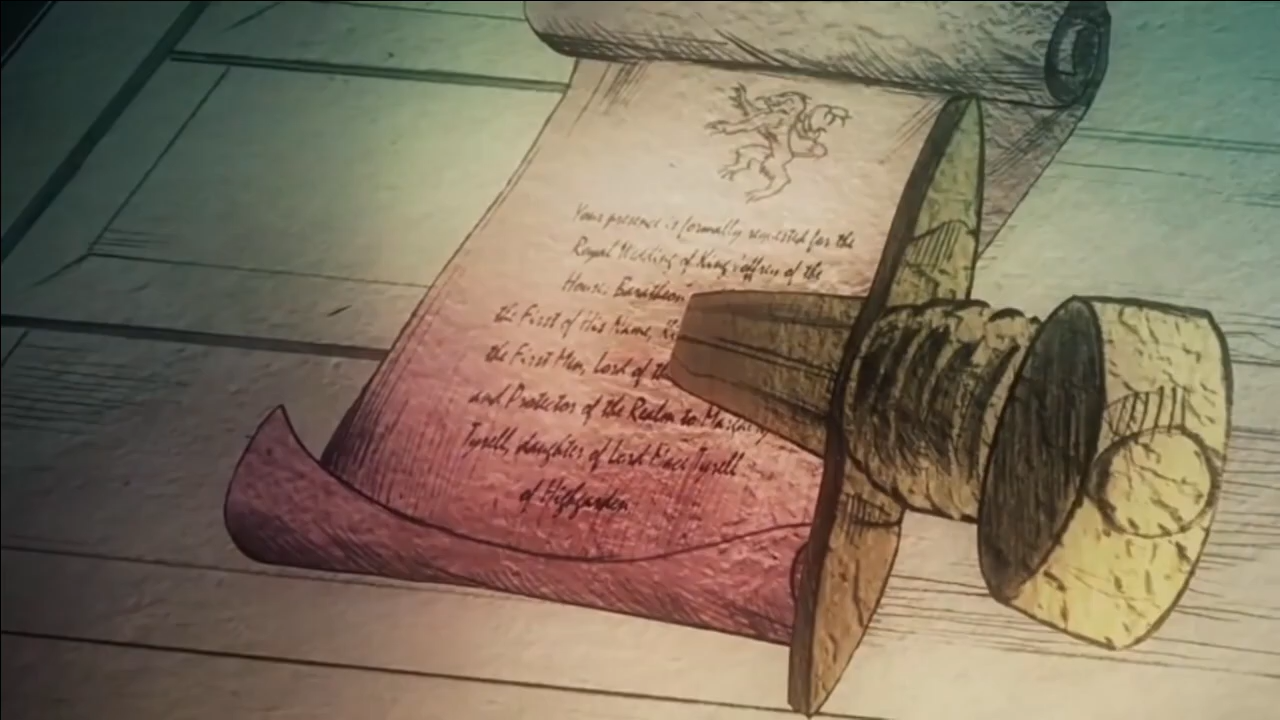 Your presence is formally requested for the
Royal Wedding of King Joffrey of the
House Baratheon
the First of His Name,
the First Men, Lord of the
and Protector of the Realm to Margaery
Tyrell, daughter of Lord Mace Tyrell
of Highgarden